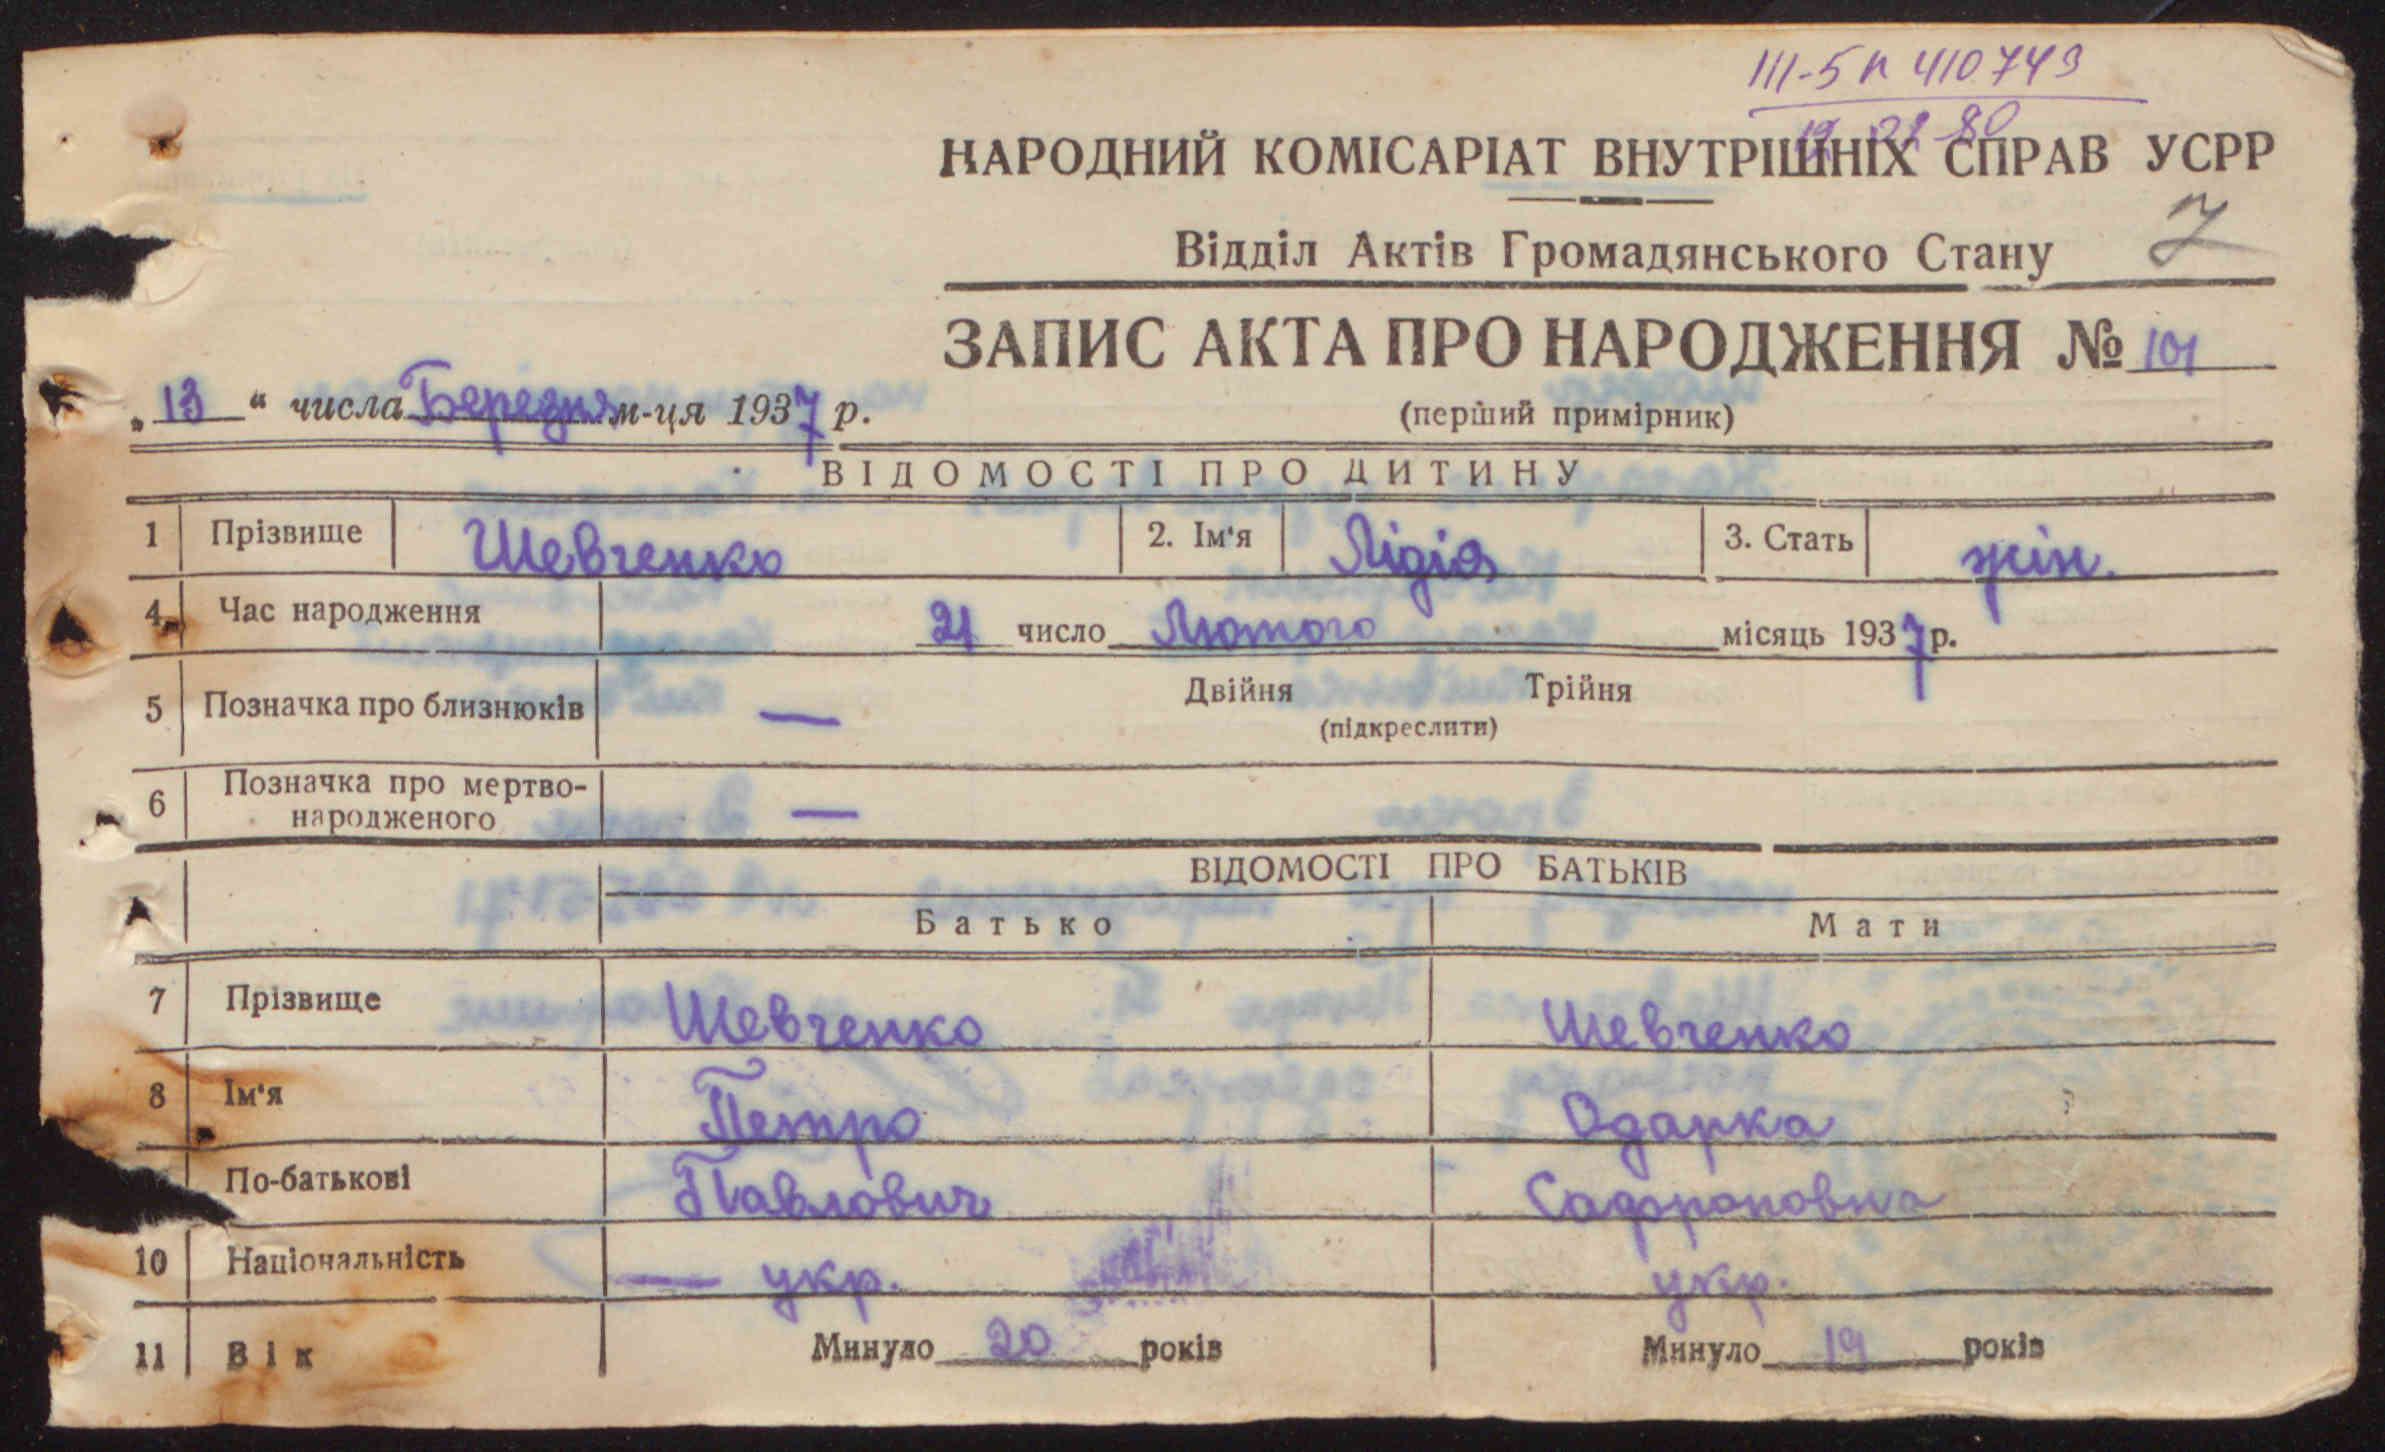 III-5 П 410743
80
НАРОДНИЙ КОМІСАРІАТ ВНУТРІШНІХ СПРАВ УСРР
7
Відділ Актів Громадянського Стану
ЗАПИС АКТА ПРО НАРОДЖЕННЯ № 101
„ 13 “ числа Березня м-ця 1937 р.
(перший примірник)
ВІДОМОСТІ ПРО ДИТИНУ
1 Прізвище Шевченко 2. Ім‘я Лідія 3. Стать жін.
4 Час народження 21 число Лютого місяць 1937 р.
5 Позначка про близнюків — Двійня Трійня
(підкреслити)
6 Позначка про мертво-
народженого —
ВІДОМОСТІ ПРО БАТЬКІВ
Батько Мати
7 Прізвище Шевченко Шевченко
8 Ім‘я Петро Одарка
По-батькові Павлович Сафроновна
10 Національність — укр. укр.
11 Вік Минуло 20 років Минуло 19 років